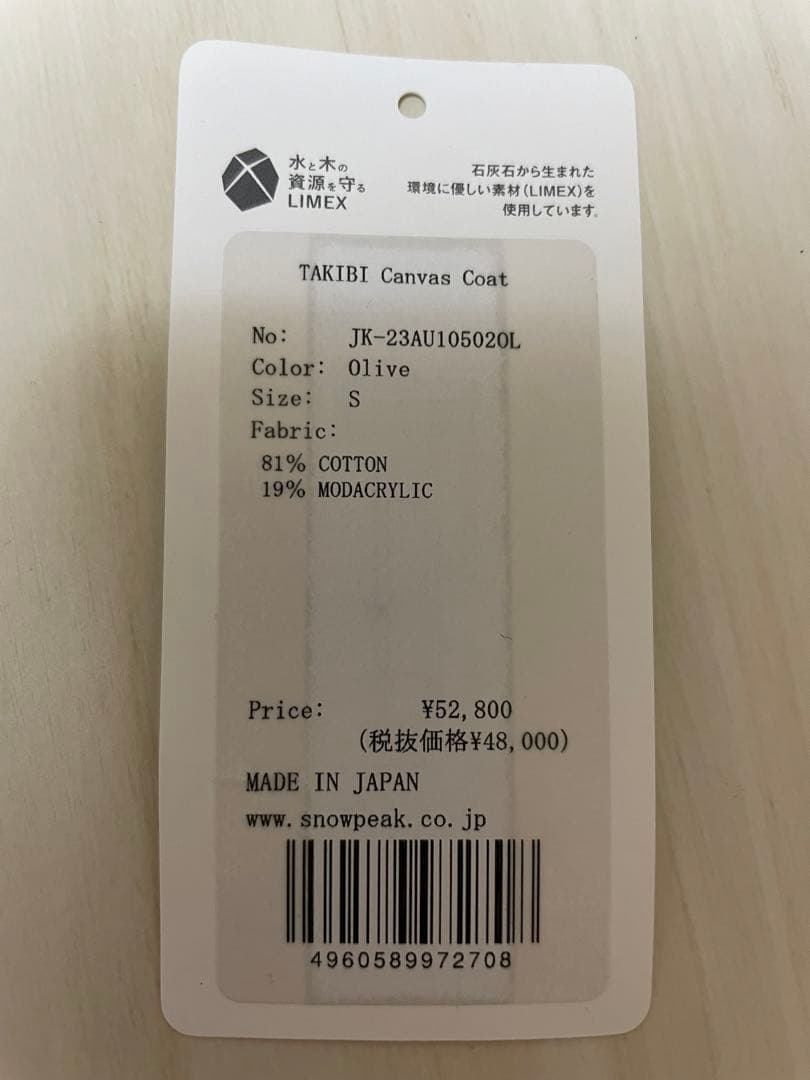 水と木の
資源を守る
LIMEX
石灰石から生まれた
環境に優しい素材(LIMEX)を
使用しています。
TAKIBI Canvas Coat
No: JK-23AU10502OL
Color: Olive
Size: S
Fabric:
81% COTTON
19% MODACRYLIC
Price: ¥52,800
(税抜価格¥48,000)
MADE IN JAPAN
www.snowpeak.co.jp
4960589972708